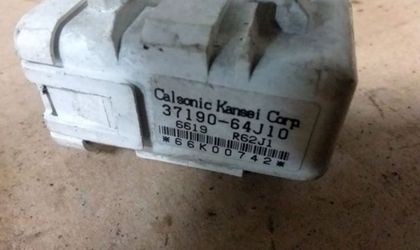 Calsonic Kansei Corp
37190-64J10
6619 R62J1
*66K00742*